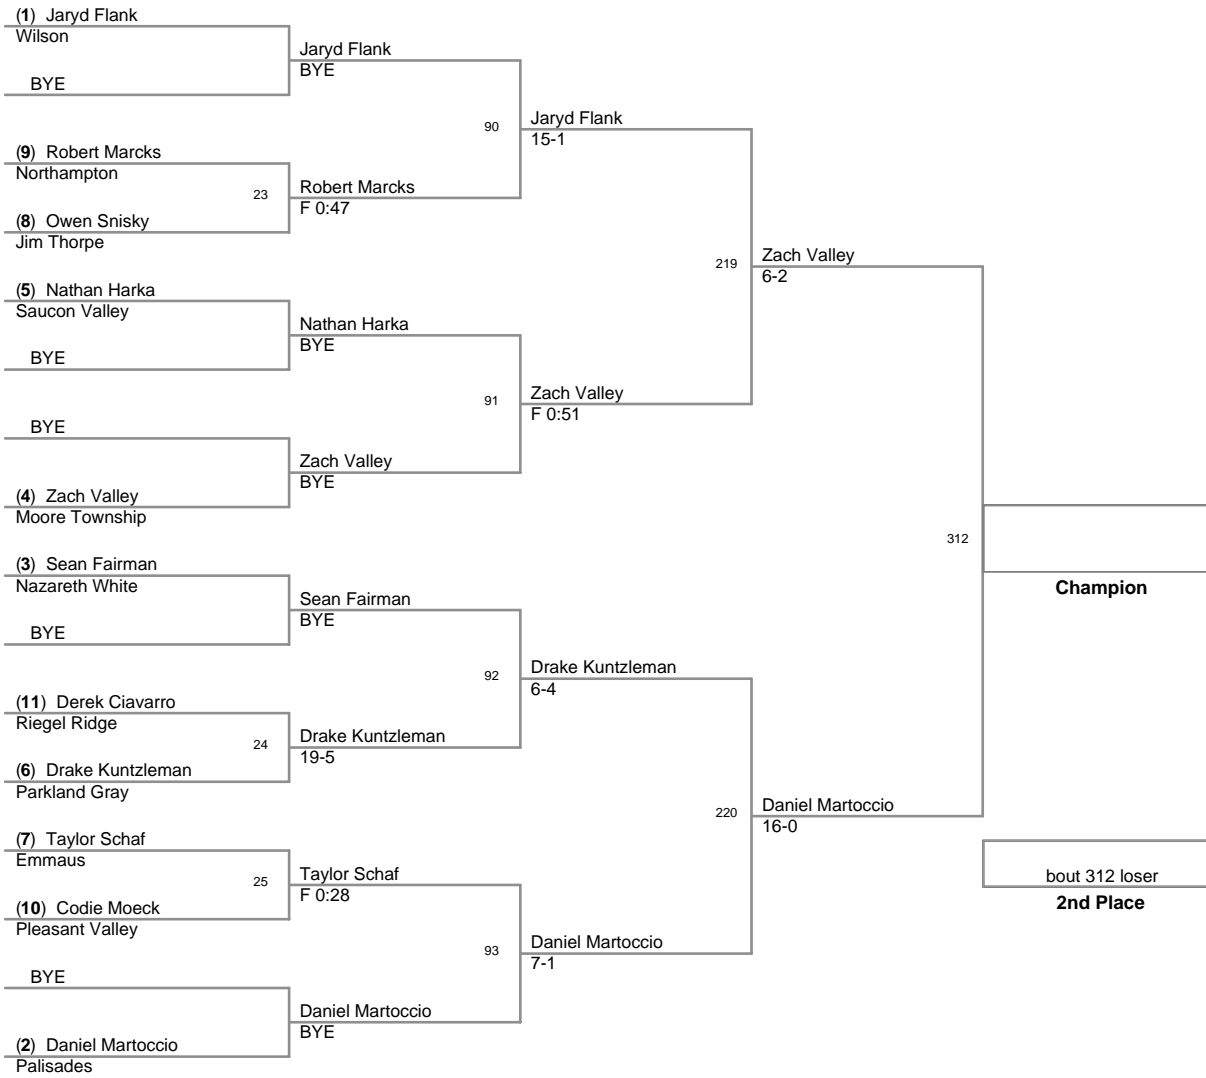 (1) Jaryd Flank
Wilson
BYE
(9) Robert Marcks
Northampton
(8) Owen Snisky
Jim Thorpe
(5) Nathan Harka
Saucon Valley
BYE
BYE
(4) Zach Valley
Moore Township
(3) Sean Fairman
Nazareth White
BYE
(11) Derek Ciavarro
Riegel Ridge
(6) Drake Kuntzleman
Parkland Gray
(7) Taylor Schaf
Emmaus
(10) Codie Moeck
Pleasant Valley
BYE
(2) Daniel Martoccio
Palisades
Jaryd Flank
BYE
23
Robert Marcks
F 0:47
Nathan Harka
BYE
Zach Valley
BYE
Sean Fairman
BYE
24
Drake Kuntzleman
19-5
25
Taylor Schaf
F 0:28
Daniel Martoccio
BYE
90
Jaryd Flank
15-1
91
Zach Valley
F 0:51
92
Drake Kuntzleman
6-4
93
Daniel Martoccio
7-1
219
Zach Valley
6-2
220
Daniel Martoccio
16-0
312
Champion
bout 312 loser
2nd Place